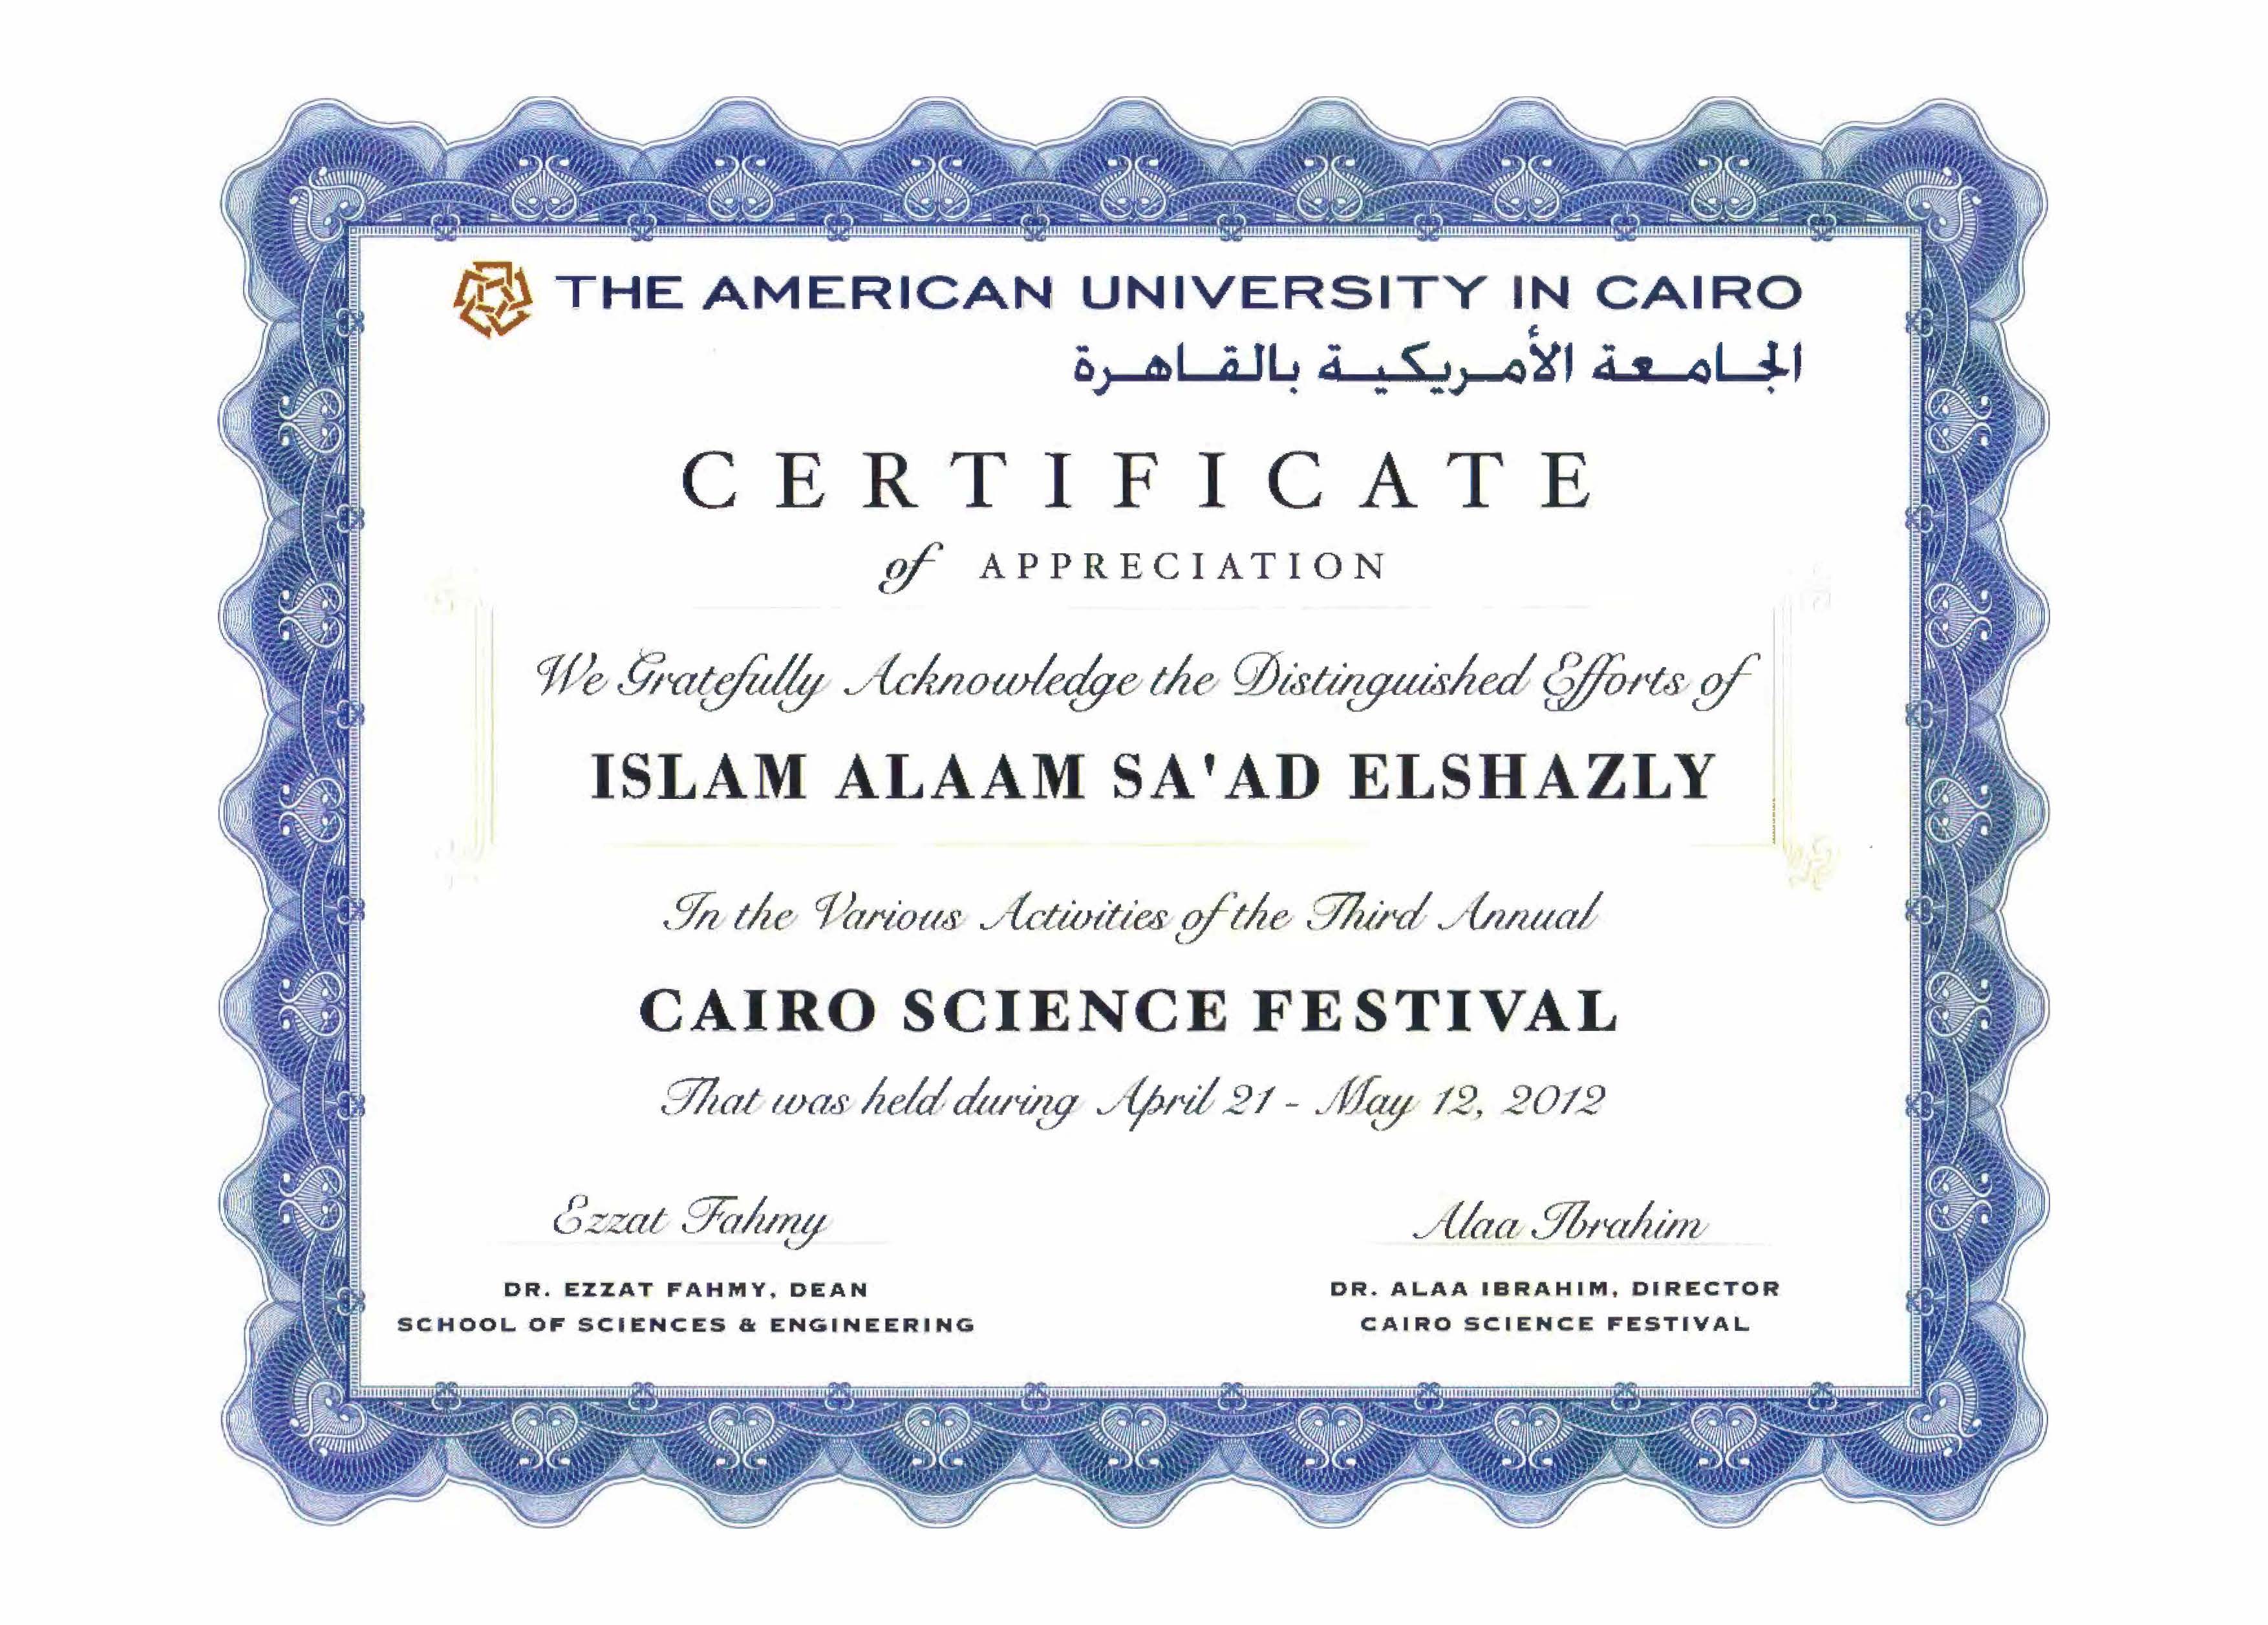 THE AMERICAN UNIVERSITY IN CAIRO
الجامعة الأمريكية بالقاهرة
CERTIFICATE
of APPRECIATION
We Gratefully Acknowledge the Distinguished Efforts of
ISLAM ALAAM SA'AD ELSHAZLY
In the Various Activities of the Third Annual
CAIRO SCIENCE FESTIVAL
That was held during April 21 - May 12, 2012
Ezzat Fahmy
DR. EZZAT FAHMY, DEAN
SCHOOL OF SCIENCES & ENGINEERING
Alaa Ibrahim
DR. ALAA IBRAHIM, DIRECTOR
CAIRO SCIENCE FESTIVAL